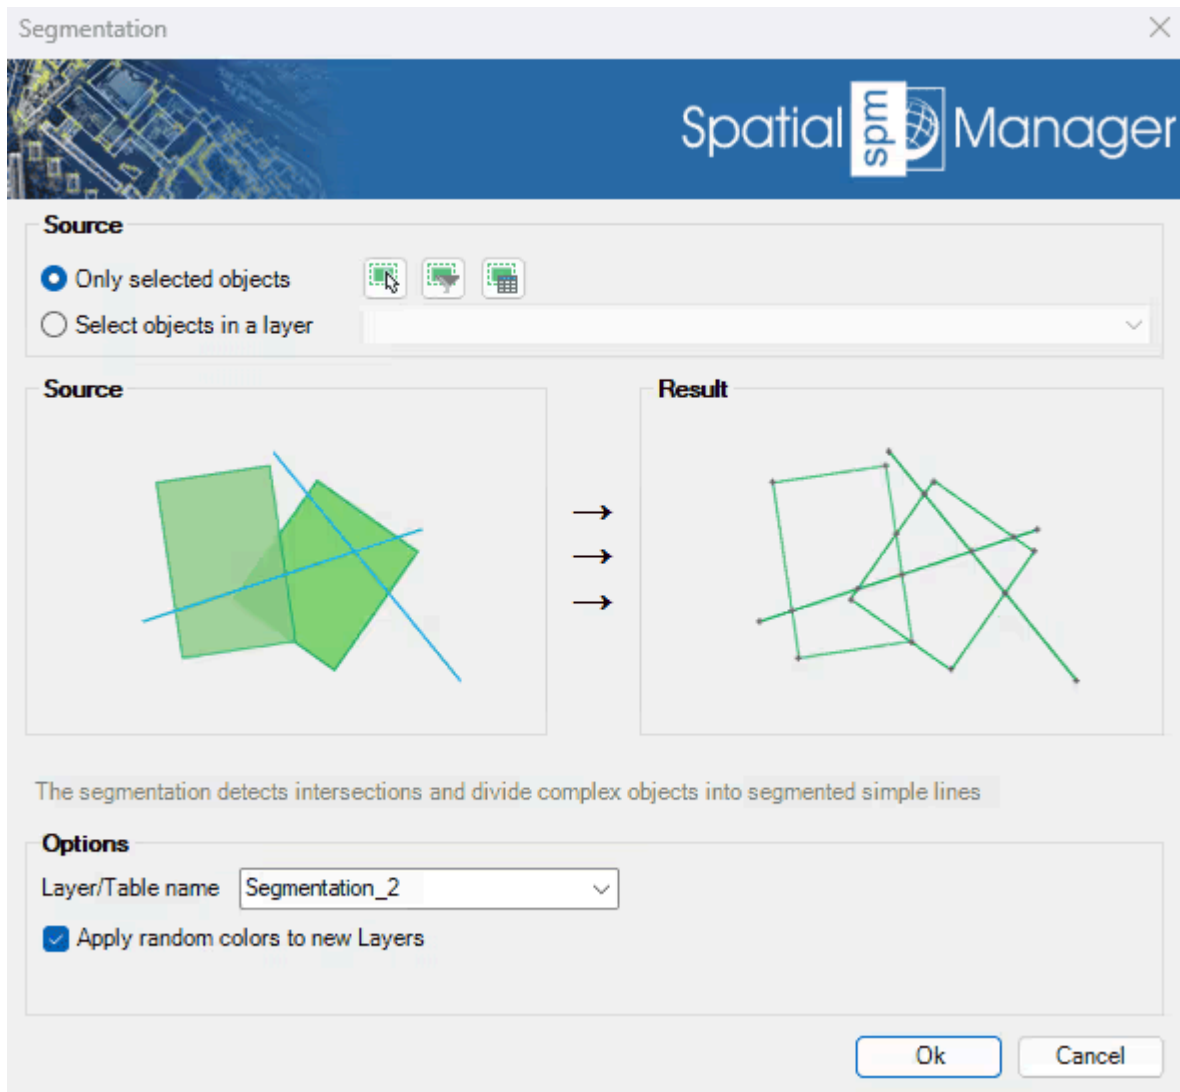 Segmentation
Spatial spm Manager
Source
Only selected objects
Select objects in a layer
Source
Result
The segmentation detects intersections and divide complex objects into segmented simple lines
Options
Layer/Table name Segmentation_2
Apply random colors to new Layers
Ok Cancel